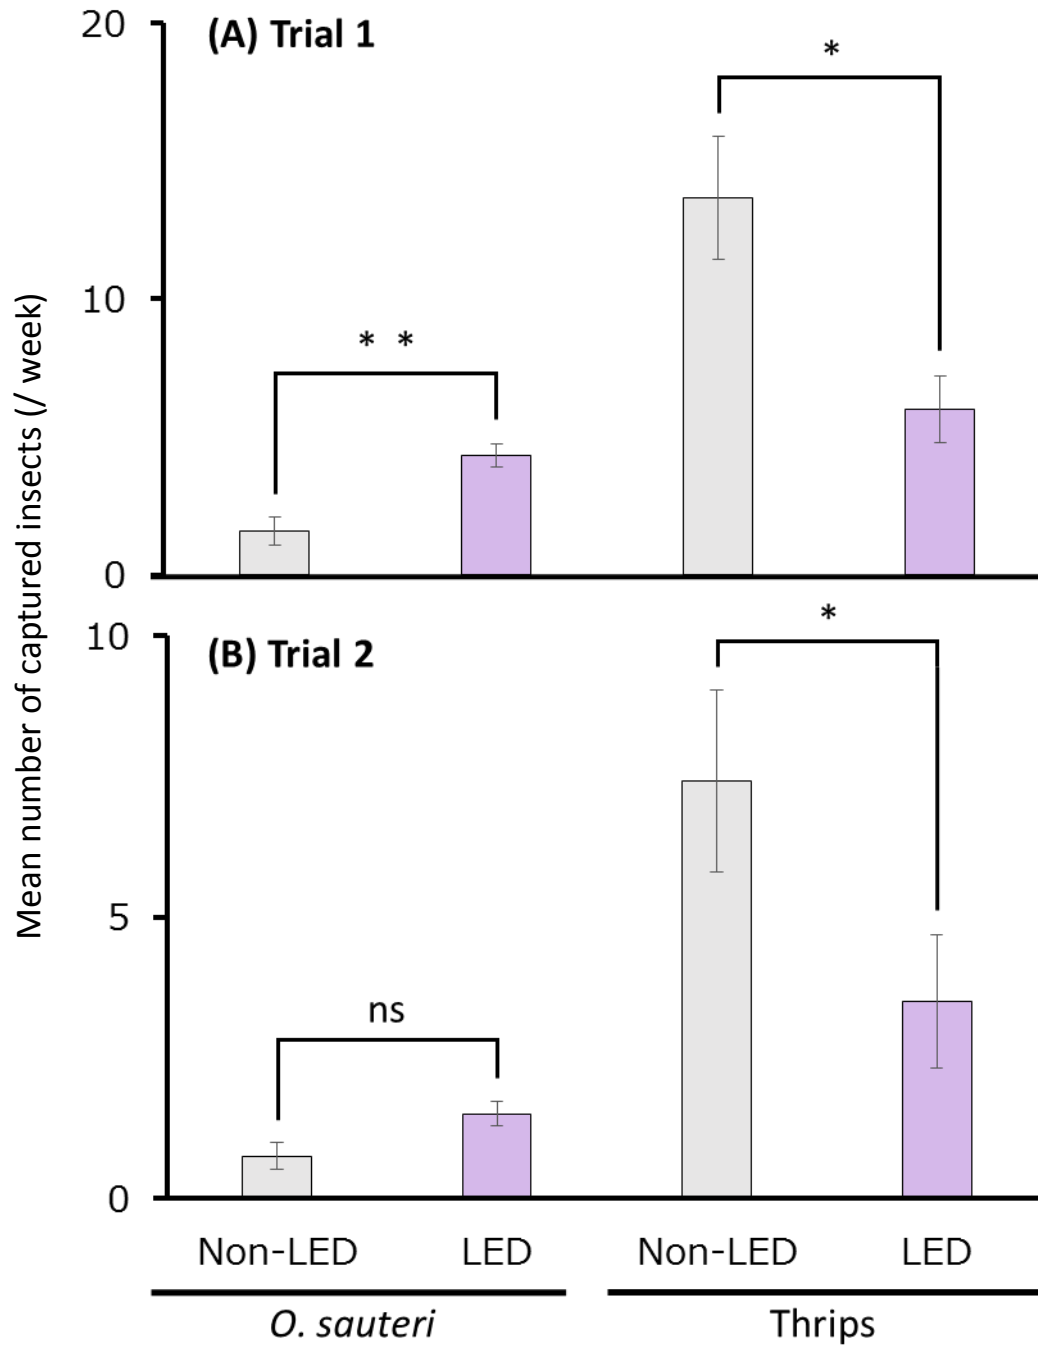 Mean number of captured insects (/ week)
(A) Trial 1
20
10
0
* *
*
(B) Trial 2
10
5
0
ns
*
Non-LED LED Non-LED LED
O. sauteri Thrips